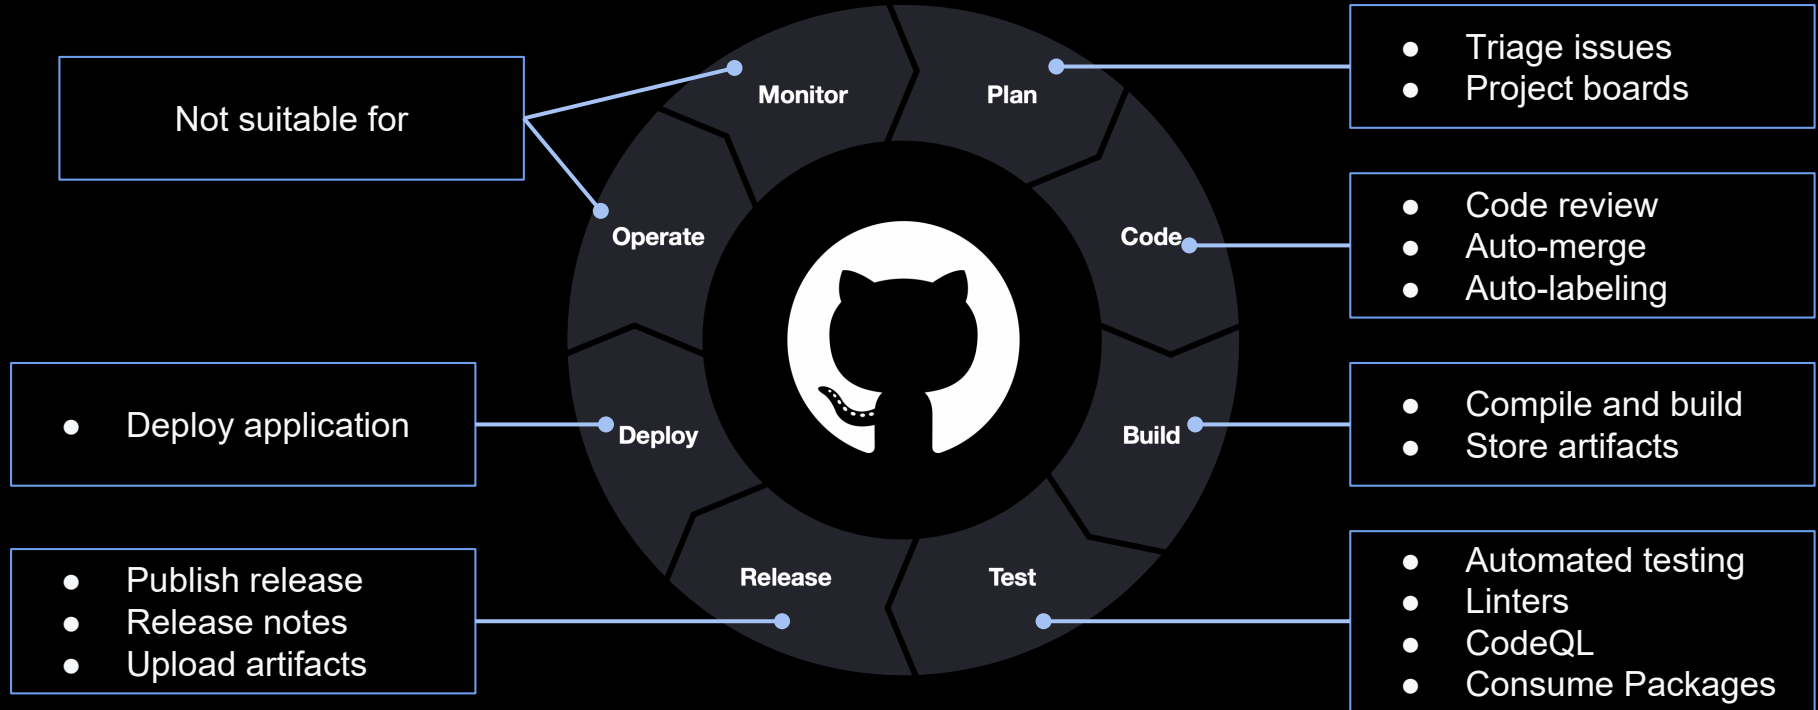 Not suitable for
Monitor
Plan
● Triage issues
● Project boards
Operate
Code
● Code review
● Auto-merge
● Auto-labeling
● Deploy application
Deploy
Build
● Compile and build
● Store artifacts
● Publish release
● Release notes
● Upload artifacts
Release
Test
● Automated testing
● Linters
● CodeQL
● Consume Packages